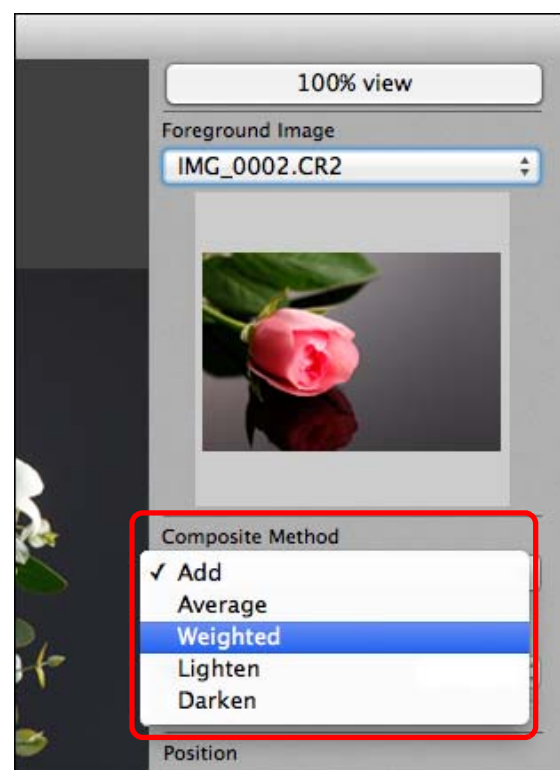 100% view
Foreground Image
IMG_0002.CR2
Composite Method
✓ Add
Average
Weighted
Lighten
Darken
Position